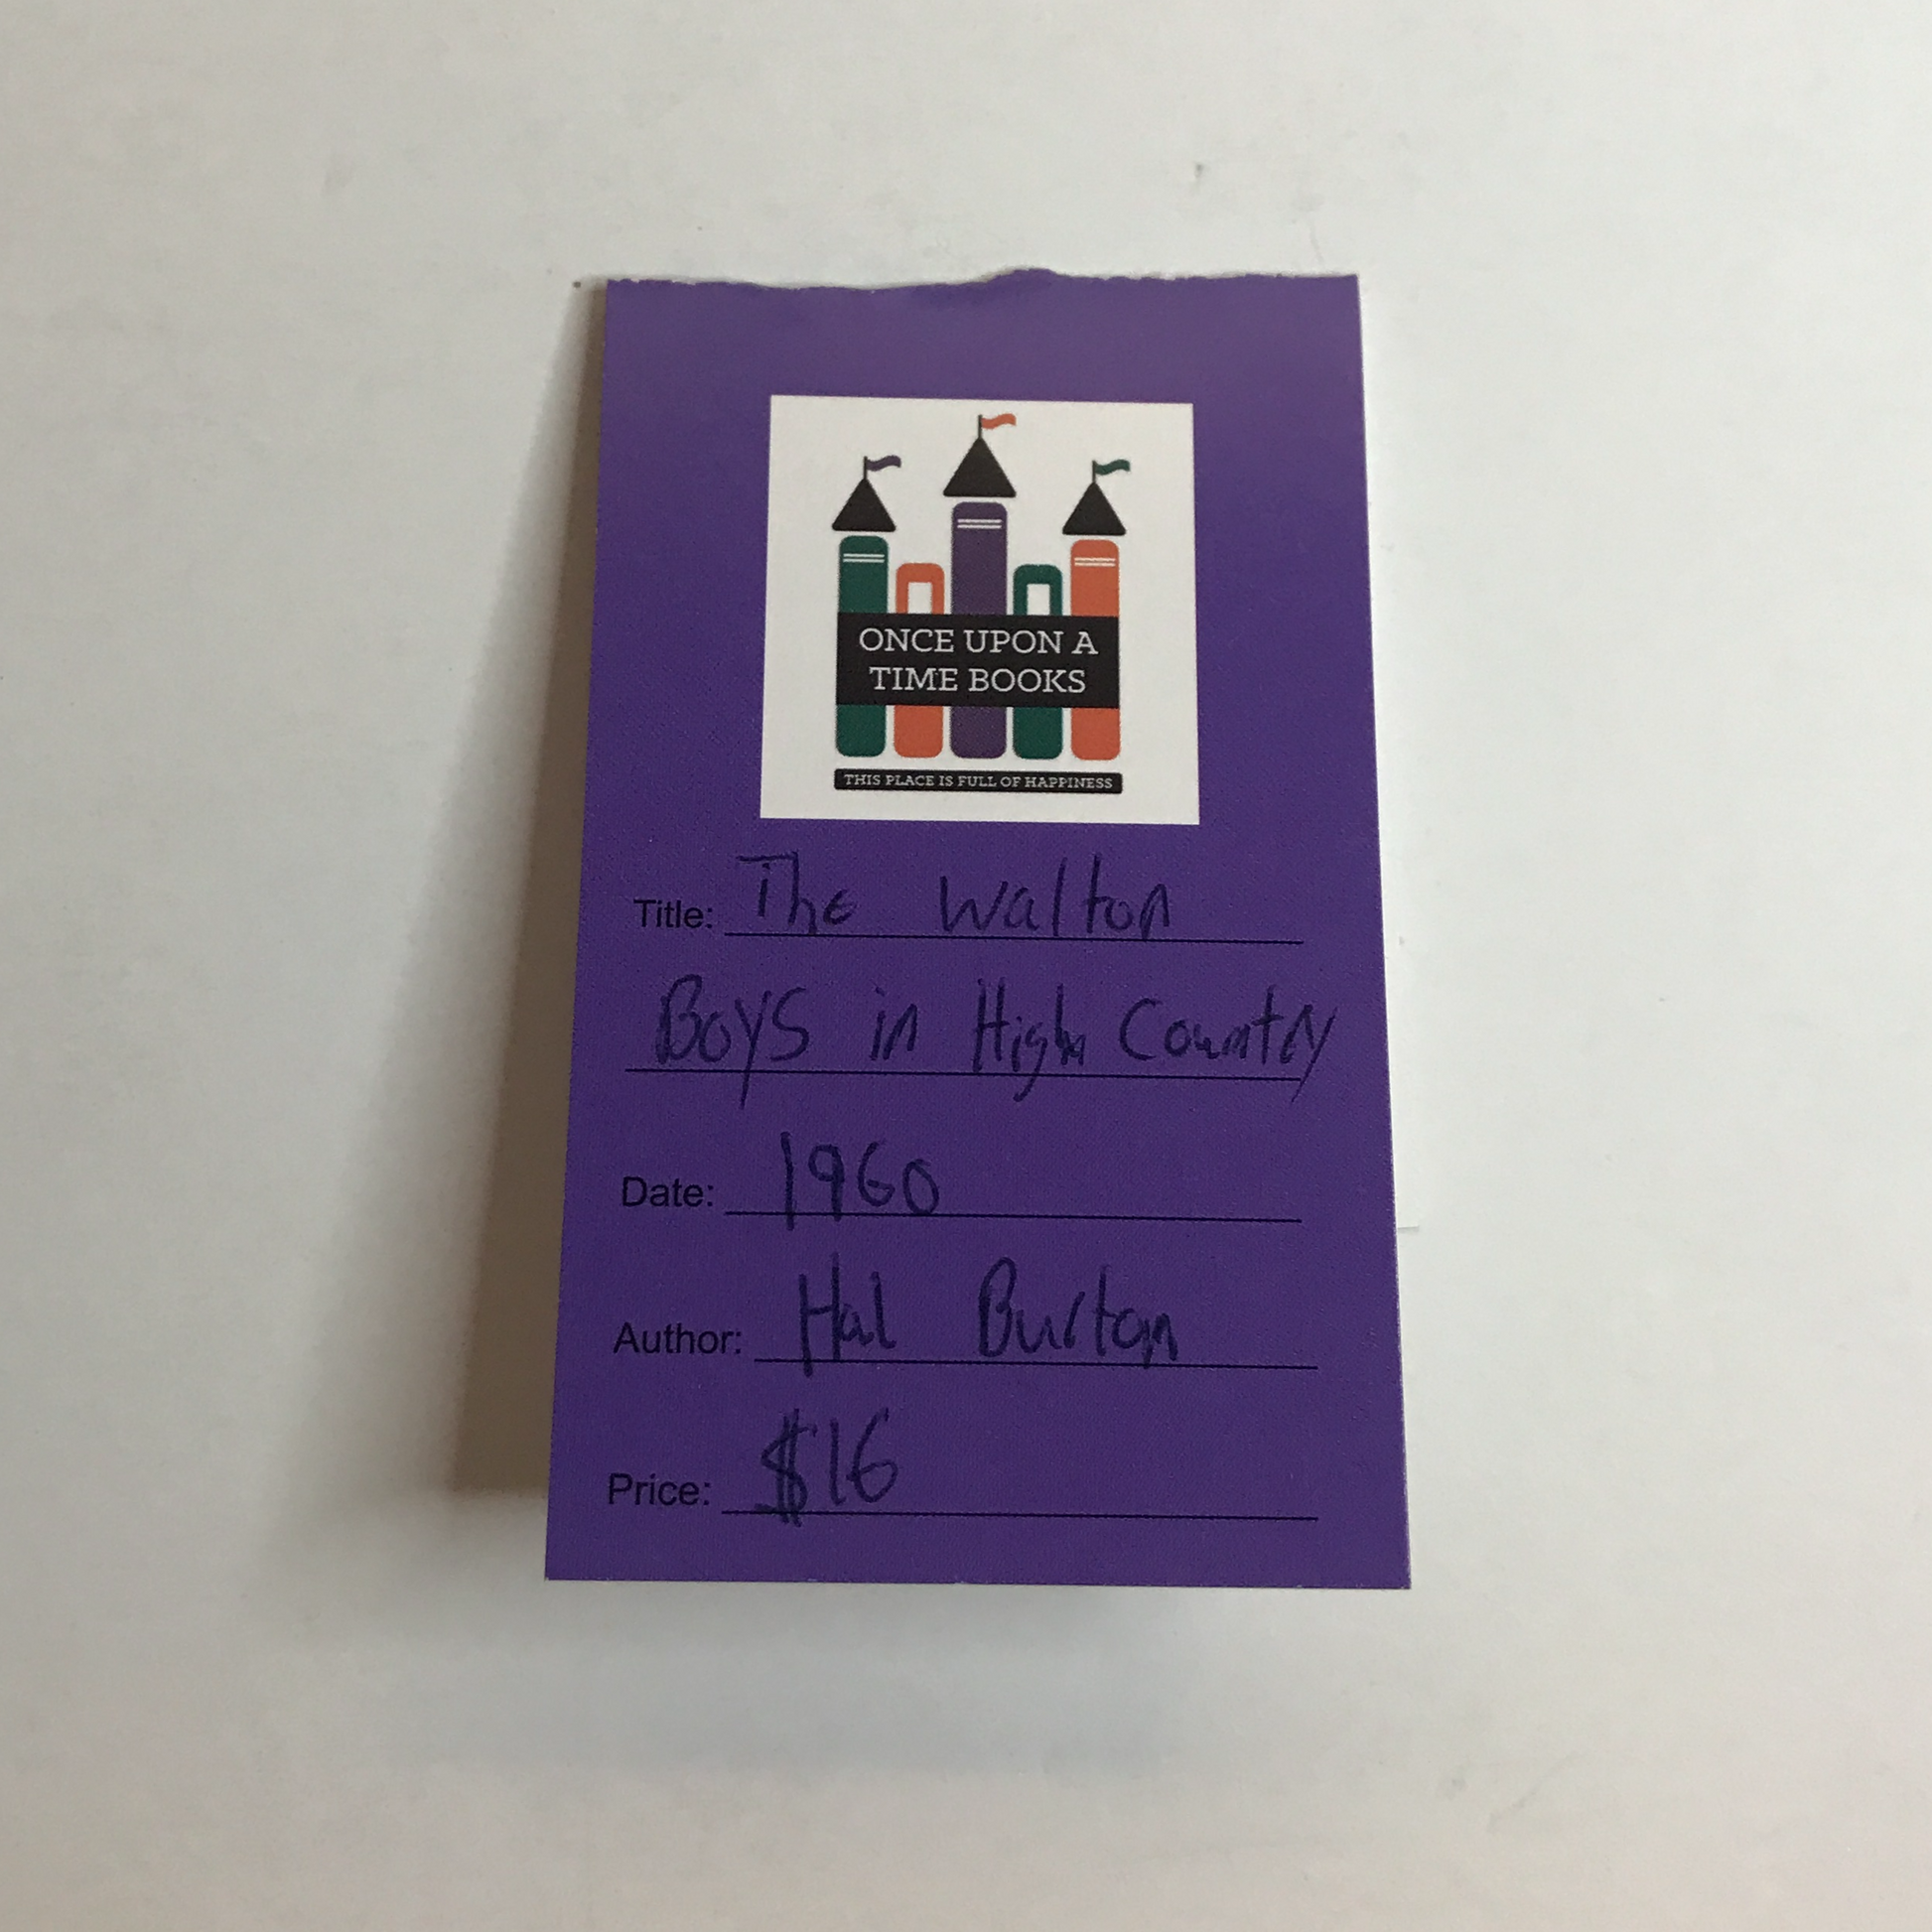 ONCE UPON A
TIME BOOKS
THIS PLACE IS FULL OF HAPPINESS
Title: The Walton
Boys in High Country
Date: 1960
Author: Hal Burton
Price: $16